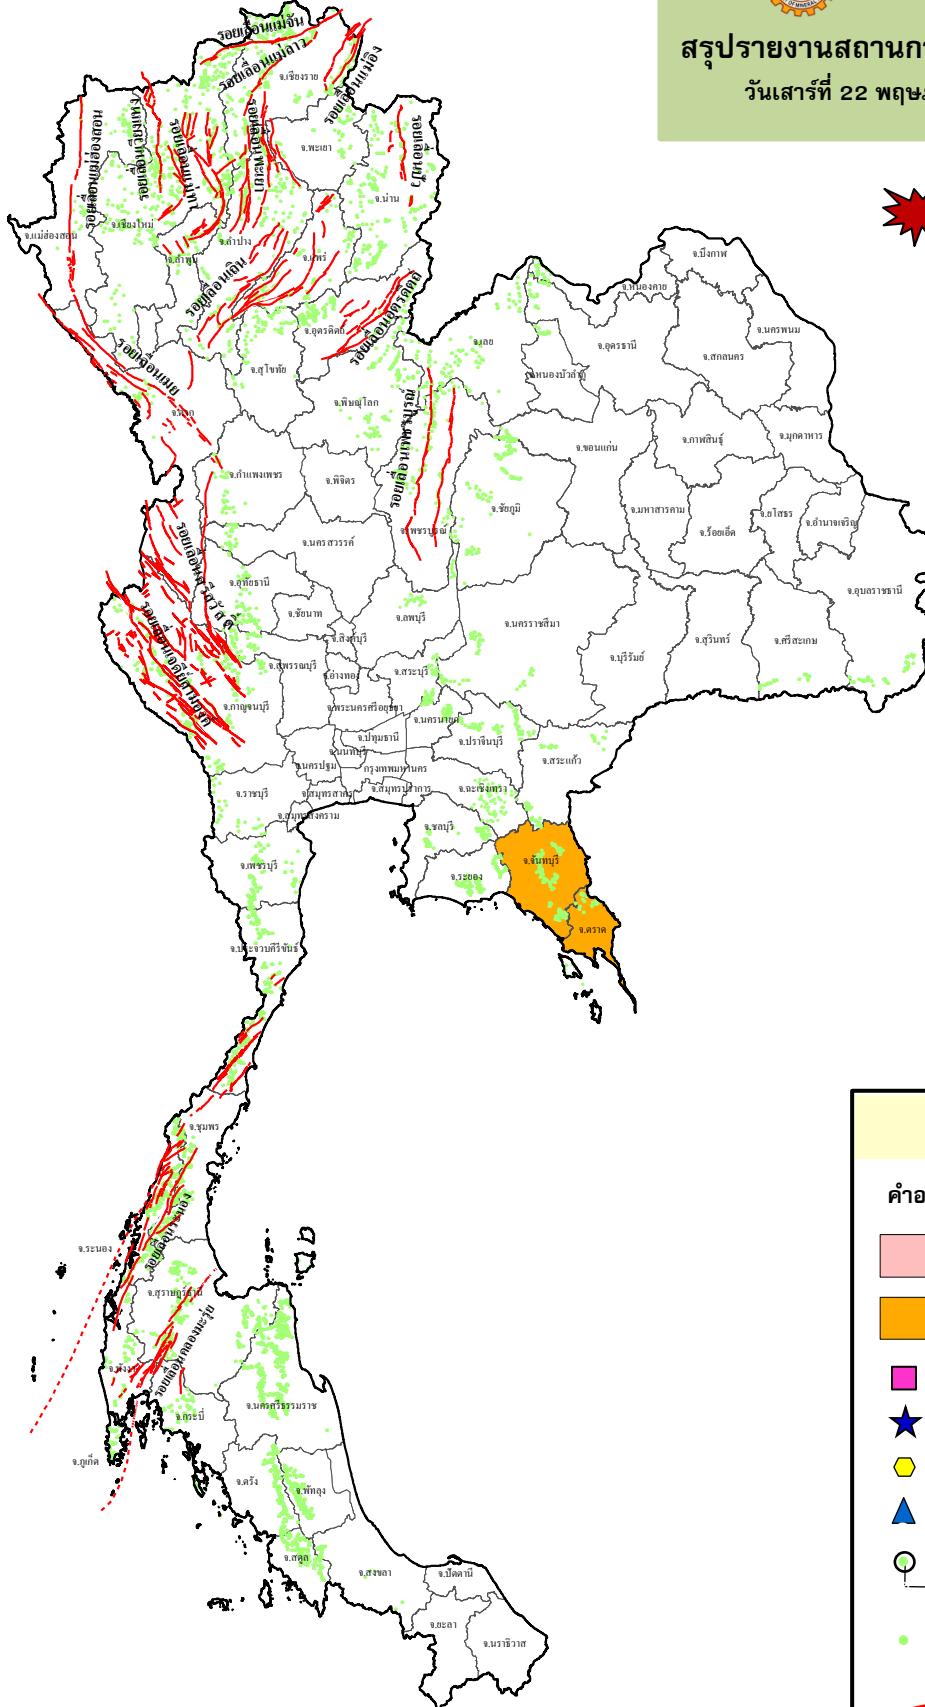 สรุปรายงานสถานก
วันเสาร์ที่ 22 พฤษ
รอยเลื่อนแม่จัน
รอยเลื่อนแม่ลาว
จ.เชียงราย
รอยเลื่อนแม่อิง
รอยเลื่อนแม่ฮ่องสอน
รอยเลื่อนแม่ทา
รอยเลื่อนพะเยา
จ.พะเยา
รอยเลื่อนปัว
จ.น่าน
จ.แม่ฮ่องสอน
จ.เชียงใหม่
จ.ลำปาง
จ.ลำพูน
จ.แพร่
รอยเลื่อนเถิน
จ.อุตรดิตถ์
รอยเลื่อนอุตรดิตถ์
จ.บึงกาฬ
จ.หนองคาย
จ.นครพนม
จ.เลย
จ.อุดรธานี
จ.สกลนคร
จ.หนองบัวลำภู
รอยเลื่อนเมย
จ.สุโขทัย
จ.ตาก
จ.พิษณุโลก
รอยเลื่อนเพชรบูรณ์
จ.ขอนแก่น
จ.กาฬสินธุ์
จ.มุกดาหาร
จ.กำแพงเพชร
จ.พิจิตร
จ.ชัยภูมิ
จ.มหาสารคาม
จ.ยโสธร
จ.ร้อยเอ็ด
จ.อำนาจเจริญ
จ.เพชรบูรณ์
จ.นครสวรรค์
รอยเลื่อนศรีสวัสดิ์
จ.อุทัยธานี
จ.อุบลราชธานี
จ.ชัยนาท
จ.ลพบุรี
จ.นครราชสีมา
จ.สิงห์บุรี
จ.สุรินทร์
จ.ศรีสะเกษ
จ.บุรีรัมย์
รอยเลื่อนเจดีย์สามองค์
จ.สุพรรณบุรี
จ.อ่างทอง
จ.สระบุรี
จ.กาญจนบุรี
จ.พระนครศรีอยุธยา
จ.นครนายก
จ.ปทุมธานี
จ.ปราจีนบุรี
จ.นนทบุรี
จ.สระแก้ว
จ.นครปฐม
กรุงเทพมหานคร
จ.ราชบุรี
จ.สมุทรสาคร
จ.สมุทรปราการ
จ.ฉะเชิงเทรา
จ.สมุทรสงคราม
จ.ชลบุรี
จ.เพชรบุรี
จ.ระยอง
จ.จันทบุรี
จ.ตราด
จ.ประจวบคีรีขันธ์
จ.ชุมพร
คำอ
จ.ระนอง
รอยเลื่อนระนอง
จ.สุราษฎร์ธานี
รอยเลื่อนคลองมะรุ่ย
จ.พังงา
จ.กระบี่
จ.นครศรีธรรมราช
จ.ภูเก็ต
จ.ตรัง
จ.พัทลุง
จ.สตูล
จ.สงขลา
จ.ปัตตานี
จ.ยะลา
จ.นราธิวาส